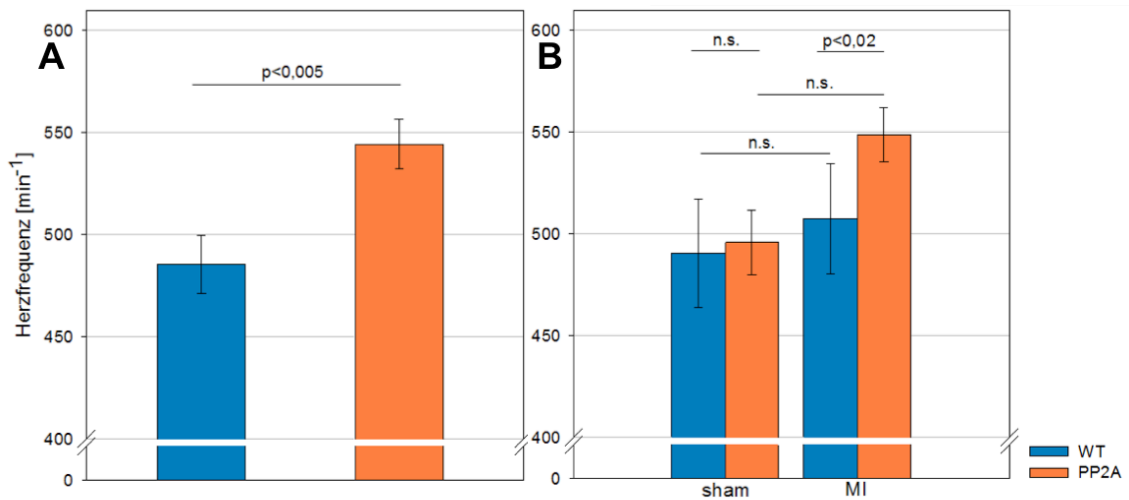 A
B
Herzfrequenz [min⁻¹]
600
550
500
450
400
0
p<0,005
600
550
500
450
400
0
n.s.
p<0,02
n.s.
n.s.
sham
MI
WT
PP2A